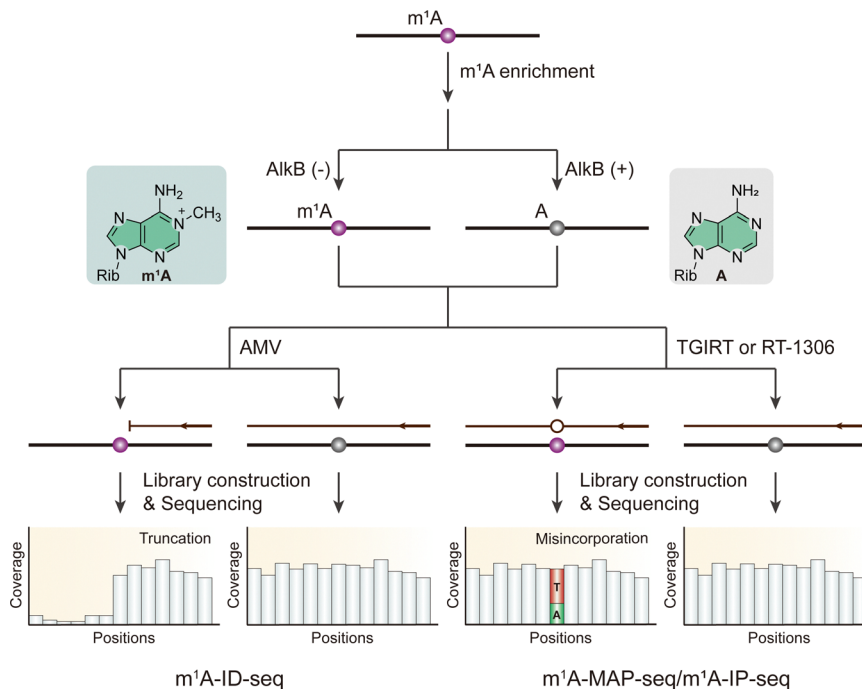 m¹A
m¹A enrichment
AlkB (-)
AlkB (+)
NH₂
N
N
+
CH₃
N
N
Rib
m¹A
m¹A
A
NH₂
N
N
N
N
Rib
A
AMV
TGIRT or RT-1306
Library construction
& Sequencing
Library construction
& Sequencing
Coverage
Truncation
Positions
Coverage
Positions
Coverage
Misincorporation
T
A
Positions
Coverage
Positions
m¹A-ID-seq
m¹A-MAP-seq/m¹A-IP-seq